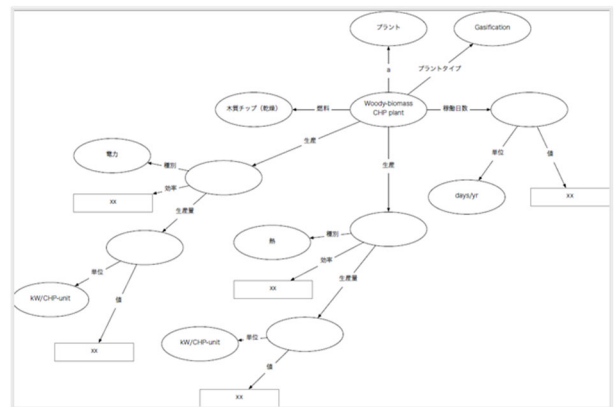 プラント
Gasification
a
プラントタイプ
木質チップ（乾燥）
燃料
Woody-biomass
CHP plant
稼働日数
生産
生産
電力
種別
効率
xx
生産量
単位
値
days/yr
xx
熱
種別
効率
生産量
単位
kW/CHP-unit
値
xx
xx
kW/CHP-unit
単位
値
xx